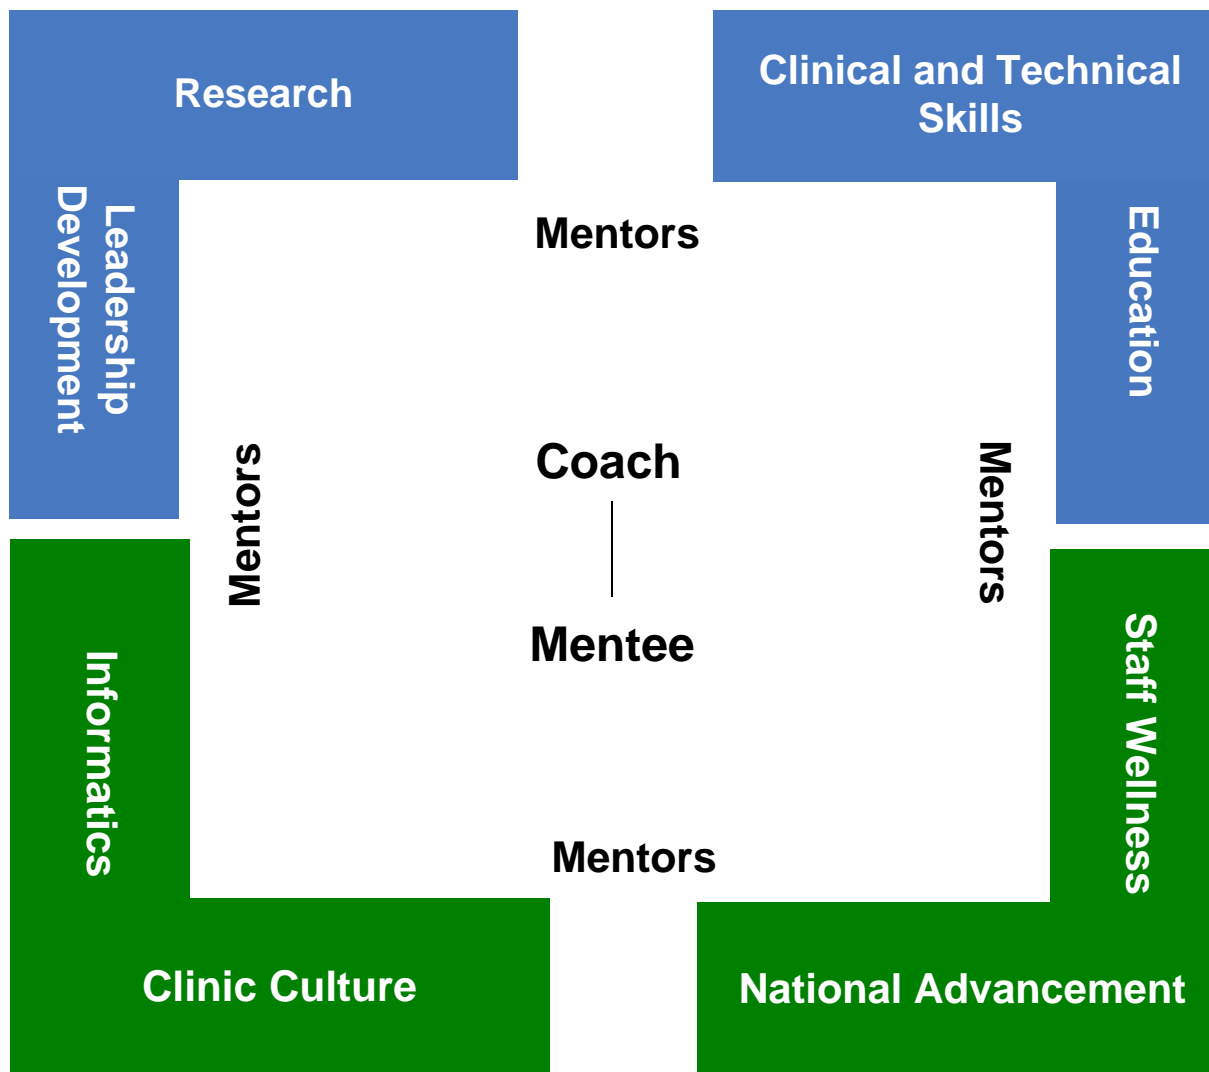 Research
Clinical and Technical
Skills
Leadership
Development
Mentors
Education
Mentors
Coach
Mentors
Mentee
Informatics
Staff Wellness
Mentors
Clinic Culture
National Advancement